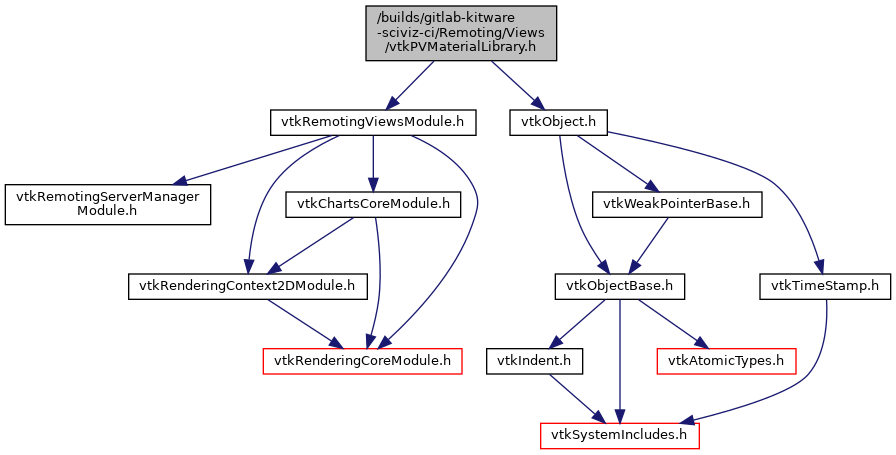 /builds/gitlab-kitware
-sciviz-ci/Remoting/Views
/vtkPVMaterialLibrary.h
vtkRemotingViewsModule.h
vtkObject.h
vtkRemotingServerManager
Module.h
vtkChartsCoreModule.h
vtkWeakPointerBase.h
vtkRenderingContext2DModule.h
vtkObjectBase.h
vtkTimeStamp.h
vtkRenderingCoreModule.h
vtkIndent.h
vtkAtomicTypes.h
vtkSystemIncludes.h